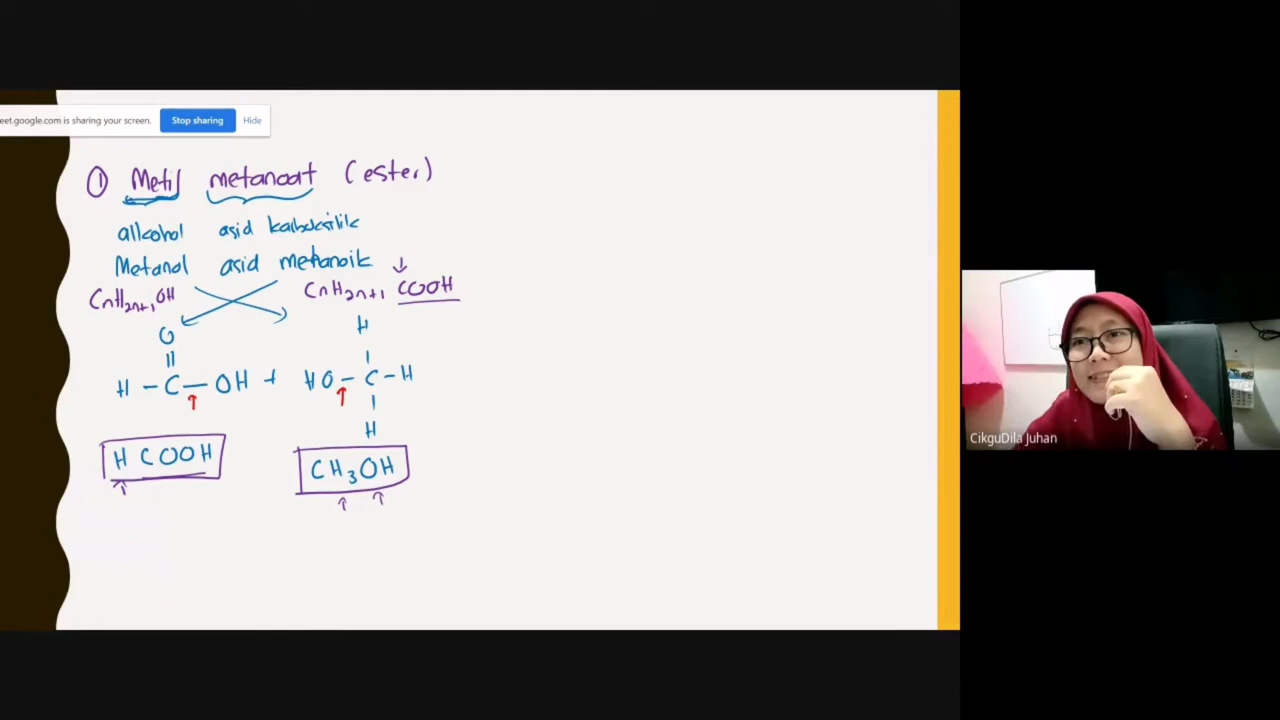 eet.google.com is sharing your screen. Stop sharing Hide
① Metil metanoat (ester)
alkohol asid karboksilik
Metanol asid metanoik
CnH2n+1OH CnH2n+1 COOH
O H
H - C - OH + HO - C - H
H
H COOH CH3OH
CikguDila Juhan